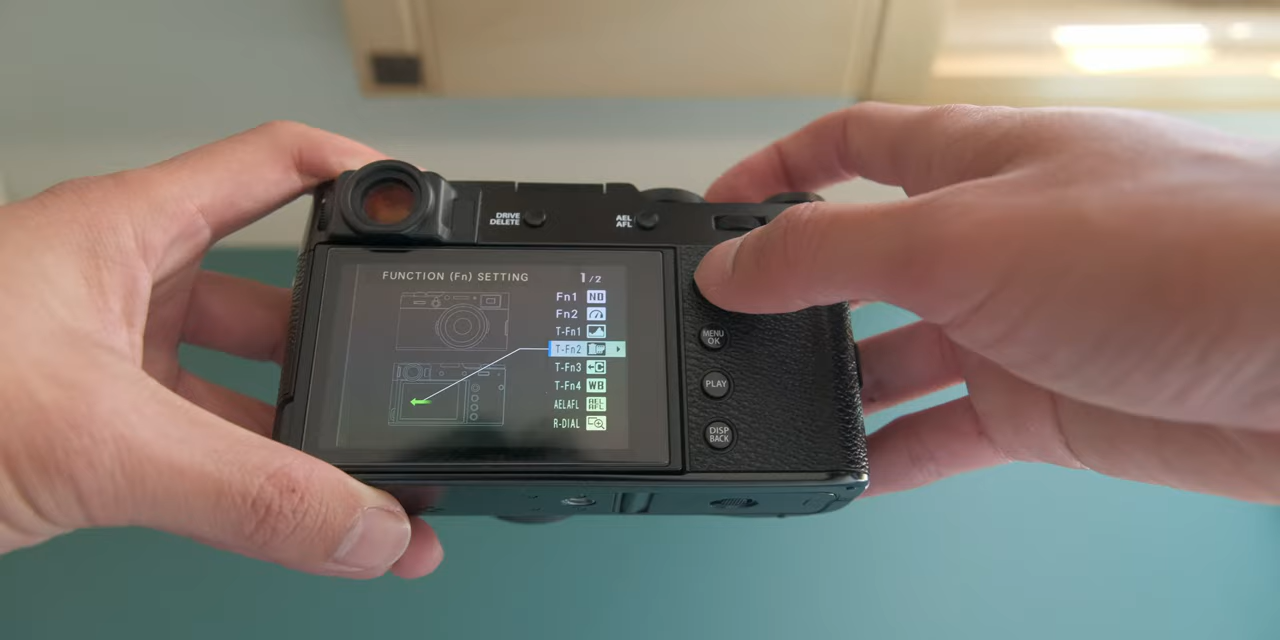 DRIVE
DELETE
AEL
AFL
FUNCTION (Fn) SETTING
1/2
Fn1 ND
Fn2
T-Fn1
T-Fn2
T-Fn3 C
T-Fn4 WB
AELAFL AEL
AFL
R-DIAL
MENU
OK
PLAY
DISP
BACK